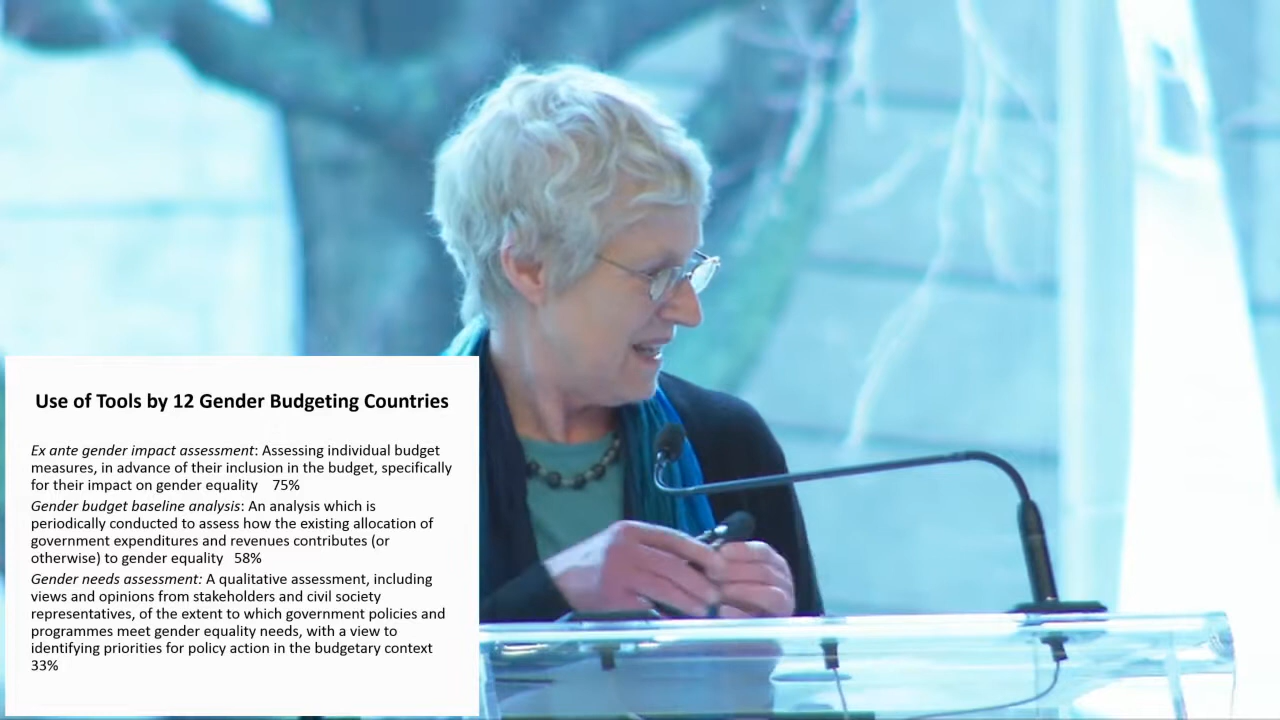 Use of Tools by 12 Gender Budgeting Countries
Ex ante gender impact assessment: Assessing individual budget
measures, in advance of their inclusion in the budget, specifically
for their impact on gender equality 75%
Gender budget baseline analysis: An analysis which is
periodically conducted to assess how the existing allocation of
government expenditures and revenues contributes (or
otherwise) to gender equality 58%
Gender needs assessment: A qualitative assessment, including
views and opinions from stakeholders and civil society
representatives, of the extent to which government policies and
programmes meet gender equality needs, with a view to
identifying priorities for policy action in the budgetary context
33%